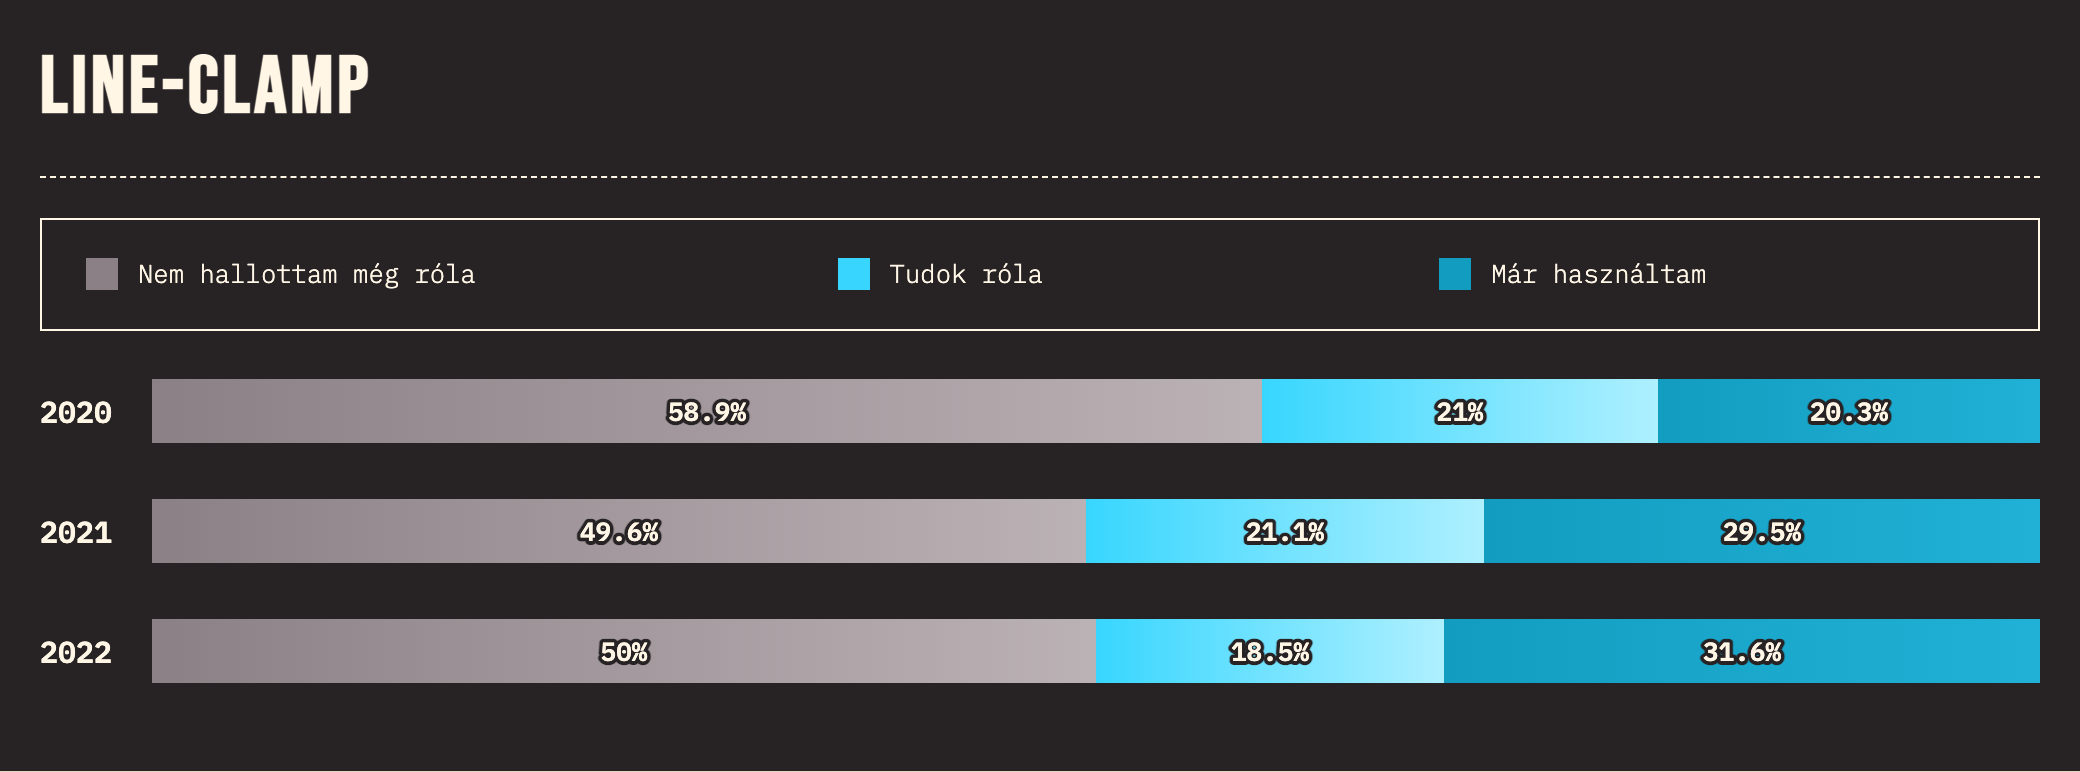 LINE-CLAMP
Nem hallottam még róla Tudok róla Már használtam
2020 58.9% 21% 20.3%
2021 49.6% 21.1% 29.5%
2022 50% 18.5% 31.6%